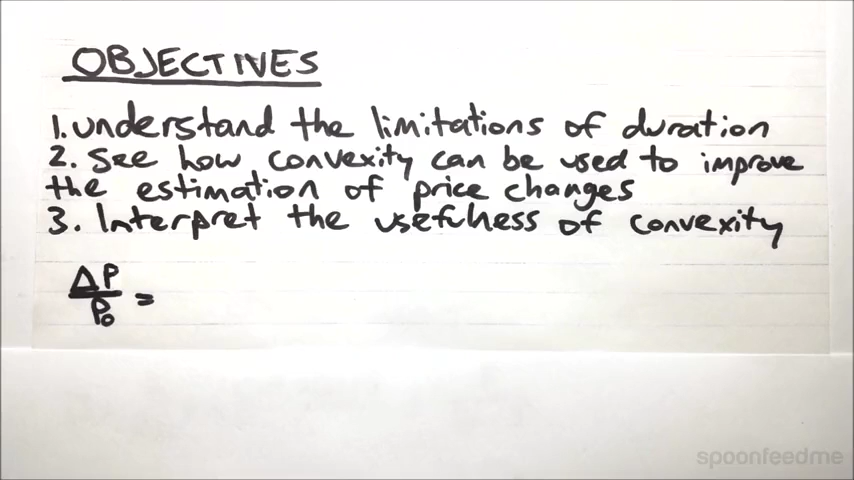 OBJECTIVES
1. understand the limitations of duration
2. see how convexity can be used to improve
the estimation of price changes
3. Interpret the usefulness of convexity
ΔP
— =
P₀
spoonfeedme